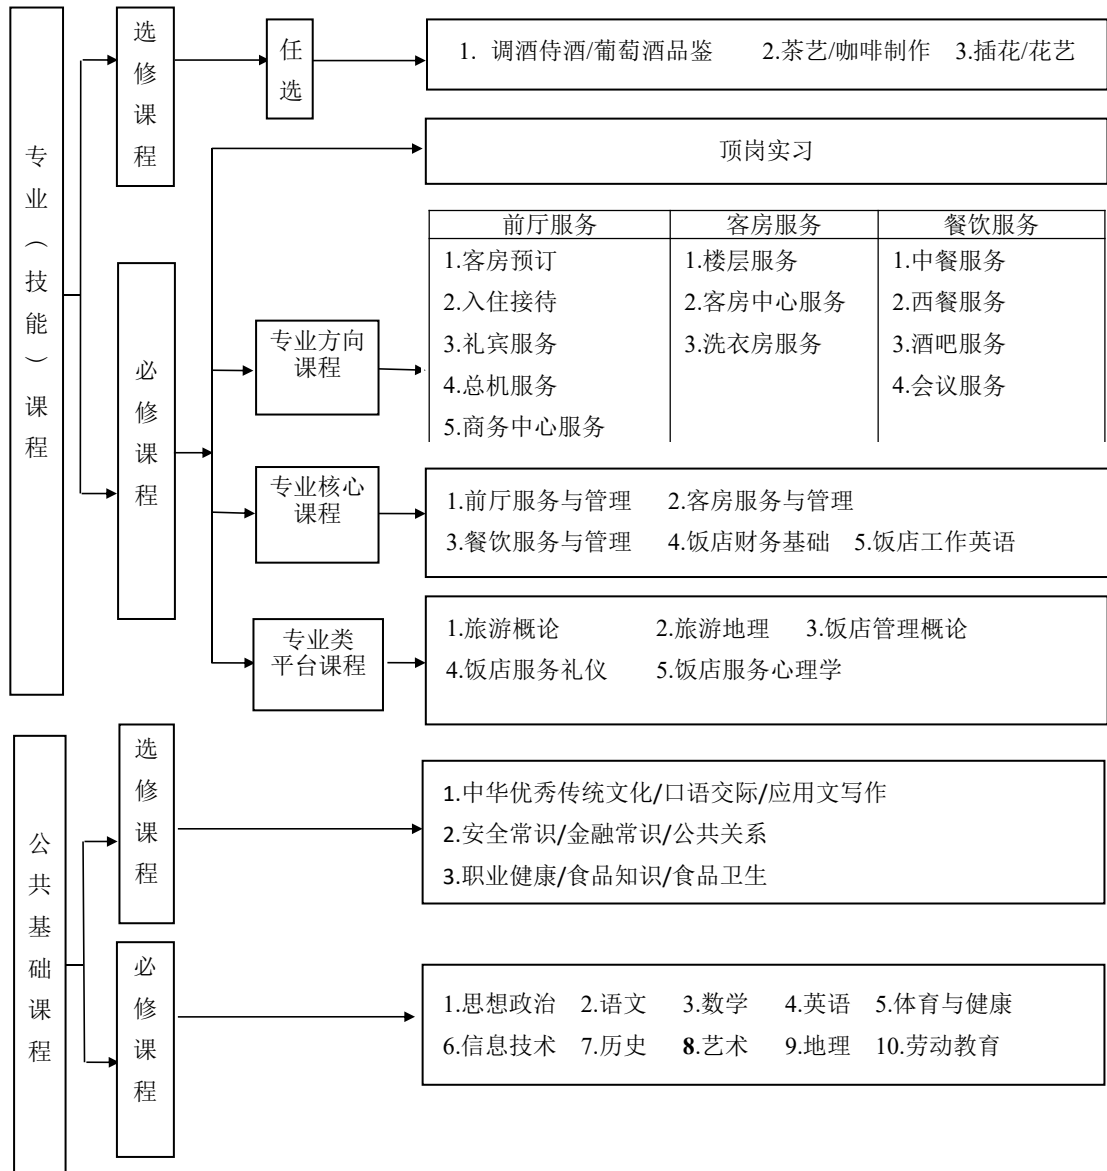 专业（技能）课程
选修课程
任选
1. 调酒侍酒/葡萄酒品鉴 2.茶艺/咖啡制作 3.插花/花艺
必修课程
顶岗实习
专业方向
课程
前厅服务 客房服务 餐饮服务
1.客房预订 1.楼层服务 1.中餐服务
2.入住接待 2.客房中心服务 2.西餐服务
3.礼宾服务 3.洗衣房服务 3.酒吧服务
4.总机服务 4.会议服务
5.商务中心服务
专业核心
课程
1.前厅服务与管理 2.客房服务与管理
3.餐饮服务与管理 4.饭店财务基础 5.饭店工作英语
专业类
平台课程
1.旅游概论 2.旅游地理 3.饭店管理概论
4.饭店服务礼仪 5.饭店服务心理学
公共基础课程
选修课程
1.中华优秀传统文化/口语交际/应用文写作
2.安全常识/金融常识/公共关系
3.职业健康/食品知识/食品卫生
必修课程
1.思想政治 2.语文 3.数学 4.英语 5.体育与健康
6.信息技术 7.历史 8.艺术 9.地理 10.劳动教育